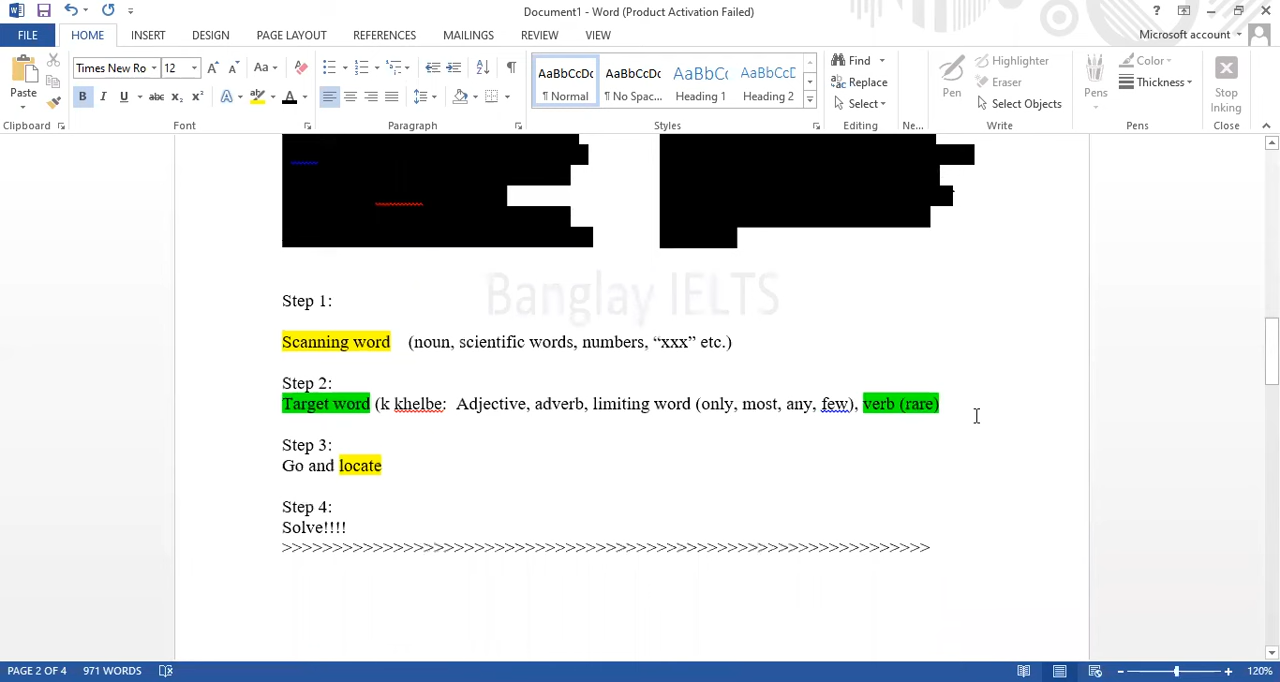 Document1 - Word (Product Activation Failed)
FILE HOME INSERT DESIGN PAGE LAYOUT REFERENCES MAILINGS REVIEW VIEW
Microsoft account
Times New Ro 12
Paste
AaBbCcDc AaBbCcDc AaBbCc AaBbCcD
¶ Normal ¶ No Spac... Heading 1 Heading 2
Find
Replace
Select
Pen
Highlighter
Eraser
Select Objects
Pens
Color
Thickness
Stop
Inking
Clipboard Font Paragraph Styles Editing Ne... Write Pens Close
Banglay IELTS
Step 1:
Scanning word (noun, scientific words, numbers, “xxx” etc.)
Step 2:
Target word (k khelbe: Adjective, adverb, limiting word (only, most, any, few), verb (rare)
Step 3:
Go and locate
Step 4:
Solve!!!!
>>>>>>>>>>>>>>>>>>>>>>>>>>>>>>>>>>>>>>>>>>>>>>>>>>>>>>>>>>>>>>>>
PAGE 2 OF 4 971 WORDS 120%